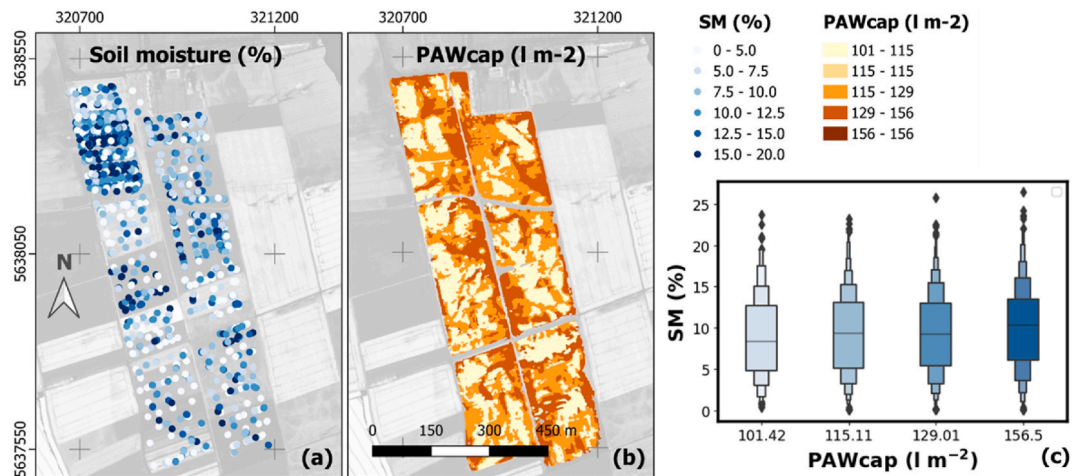 320700 321200
320700 321200
5638550
5638050
5637550
Soil moisture (%)
N
(a)
PAWcap (l m-2)
0 150 300 450 m
(b)
SM (%)
0 - 5.0
5.0 - 7.5
7.5 - 10.0
10.0 - 12.5
12.5 - 15.0
15.0 - 20.0
PAWcap (l m-2)
101 - 115
115 - 115
115 - 129
129 - 156
156 - 156
SM (%)
25
20
15
10
5
0
101.42 115.11 129.01 156.5
PAWcap (l m⁻²)
(c)